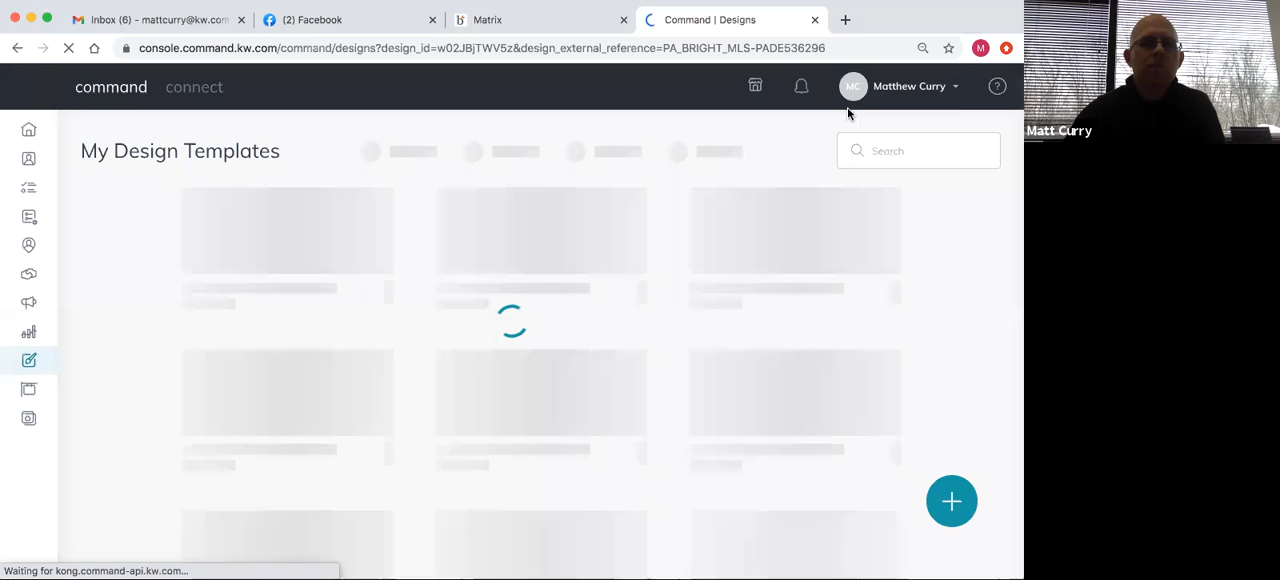 Inbox (6) - mattcurry@kw.com
(2) Facebook
Matrix
Command | Designs
console.command.kw.com/command/designs?design_id=w02JBjTWV5z&design_external_reference=PA_BRIGHT_MLS-PADE536296
M
command
connect
MC
Matthew Curry
?
My Design Templates
Search
Matt Curry
Waiting for kong.command-api.kw.com...